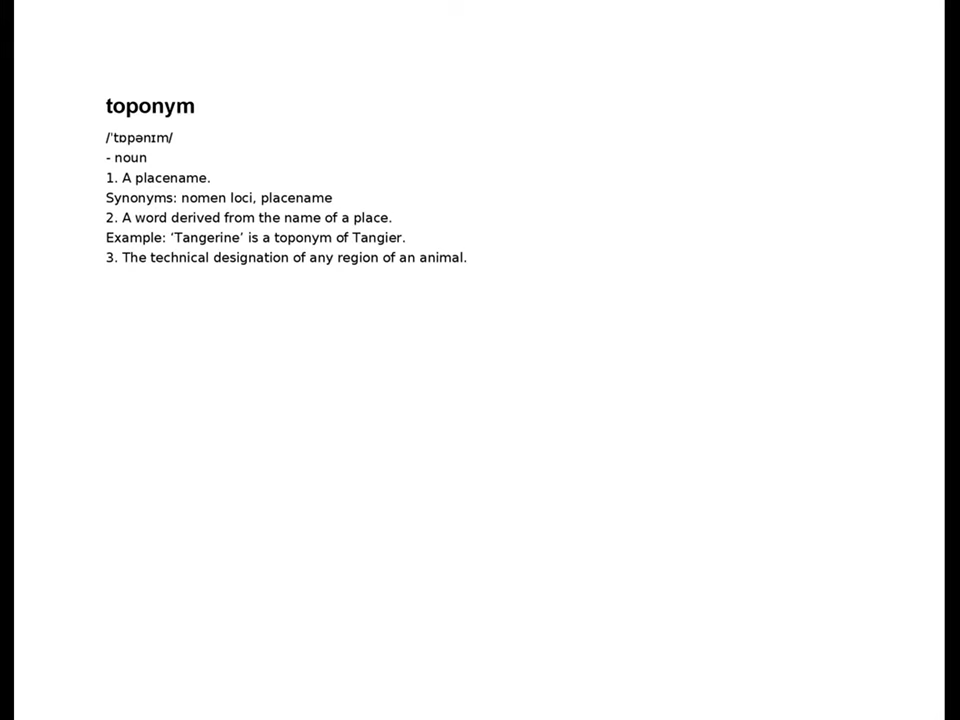 toponym
/ˈtɒpənɪm/
- noun
1. A placename.
Synonyms: nomen loci, placename
2. A word derived from the name of a place.
Example: ‘Tangerine’ is a toponym of Tangier.
3. The technical designation of any region of an animal.